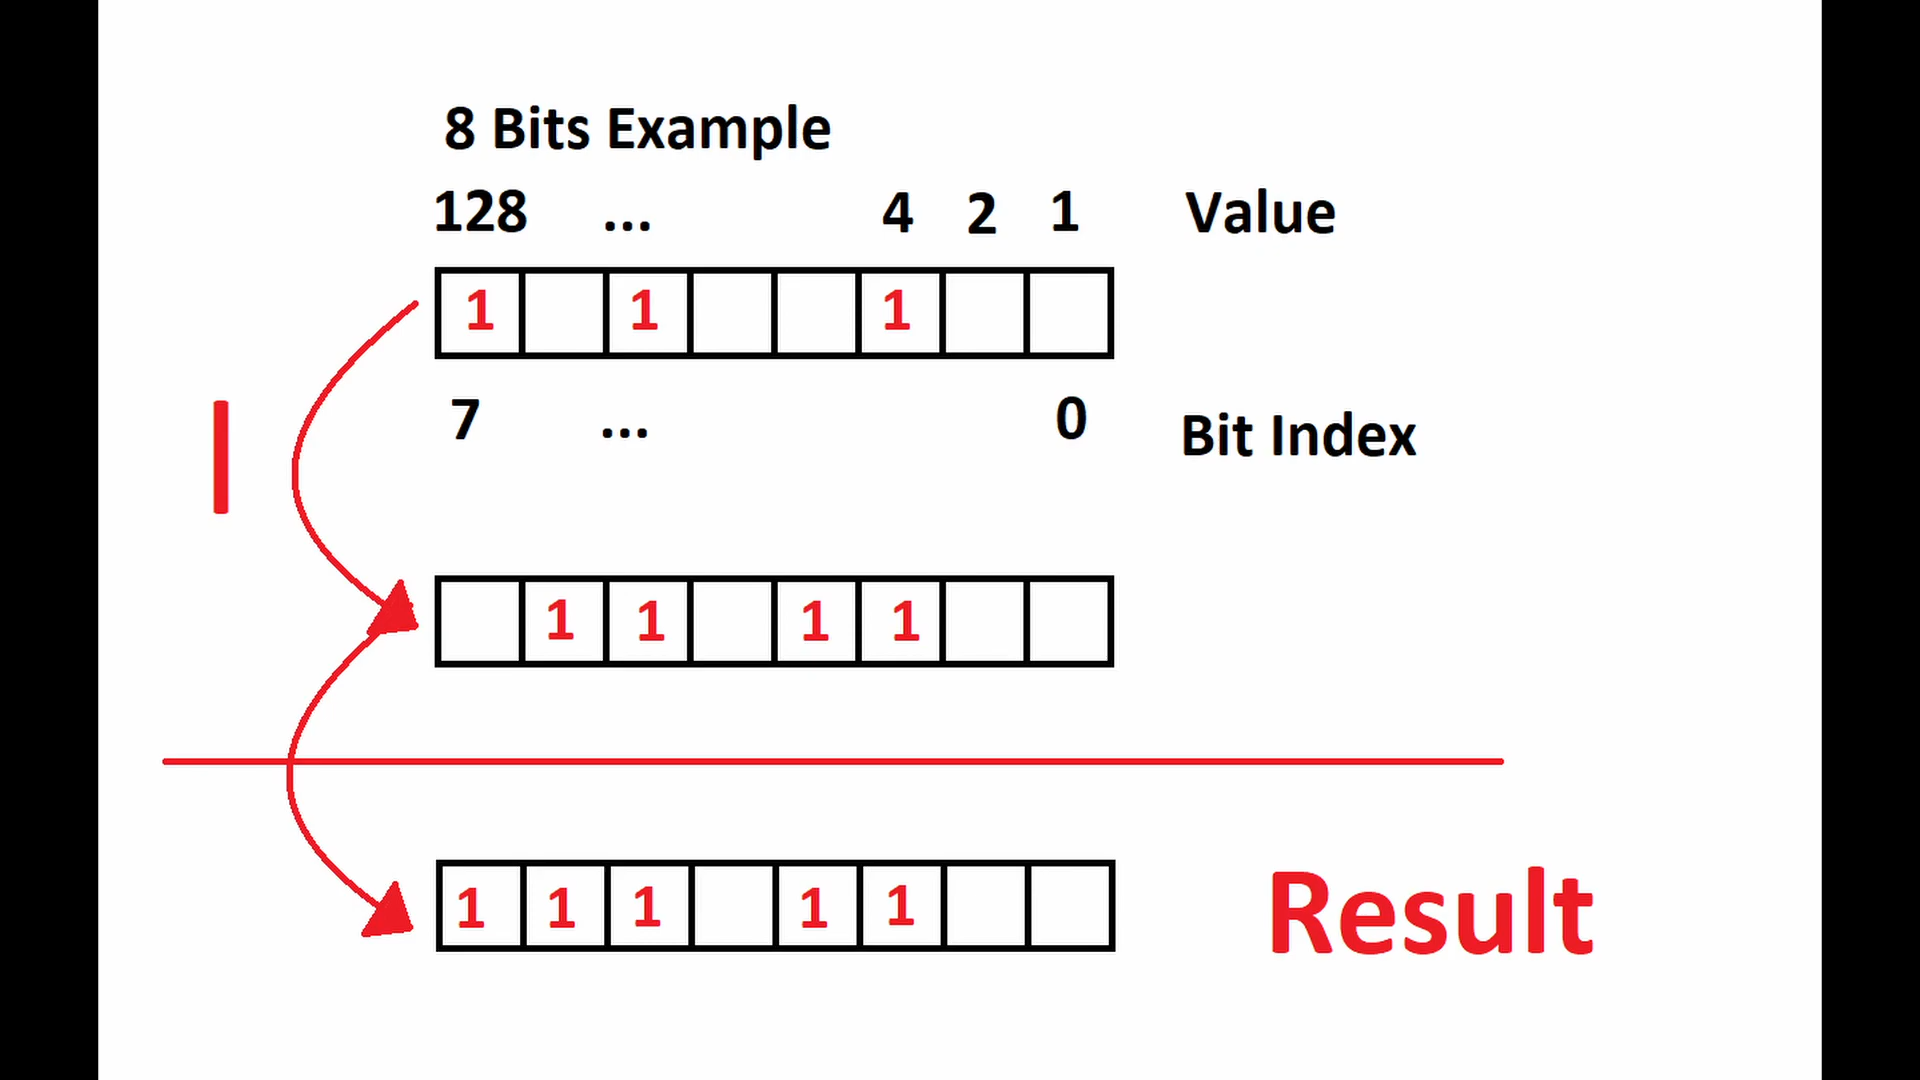 8 Bits Example
128 ... 4 2 1 Value
1 1 1
7 ... 0 Bit Index
|
1 1 1 1
1 1 1 1 1 Result